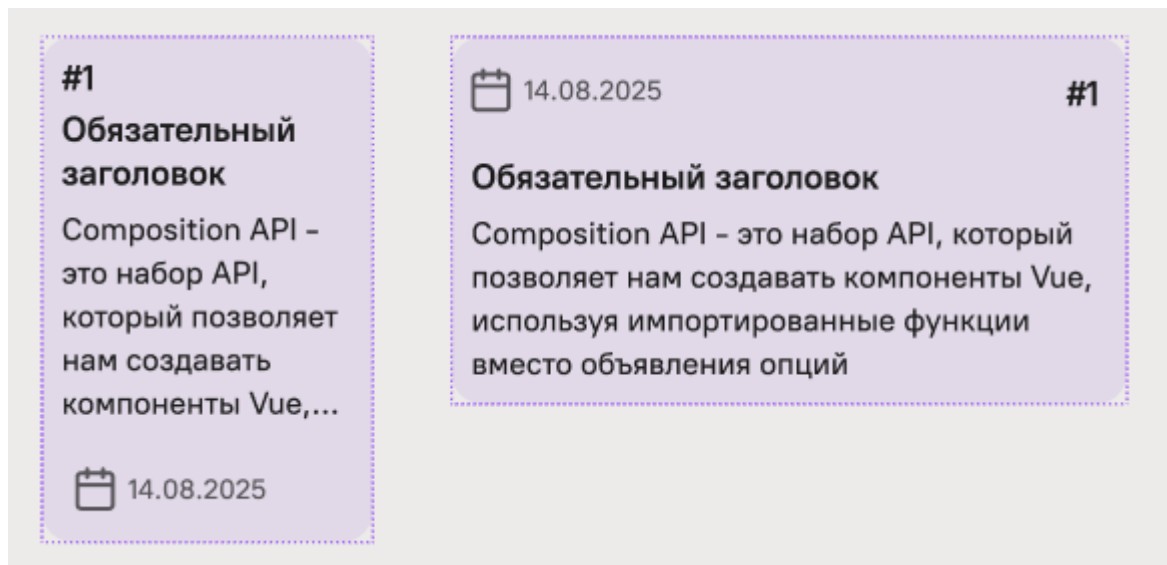 #1
Обязательный
заголовок
Composition API -
это набор API,
который позволяет
нам создавать
компоненты Vue,...
14.08.2025
14.08.2025
#1
Обязательный заголовок
Composition API - это набор API, который
позволяет нам создавать компоненты Vue,
используя импортированные функции
вместо объявления опций